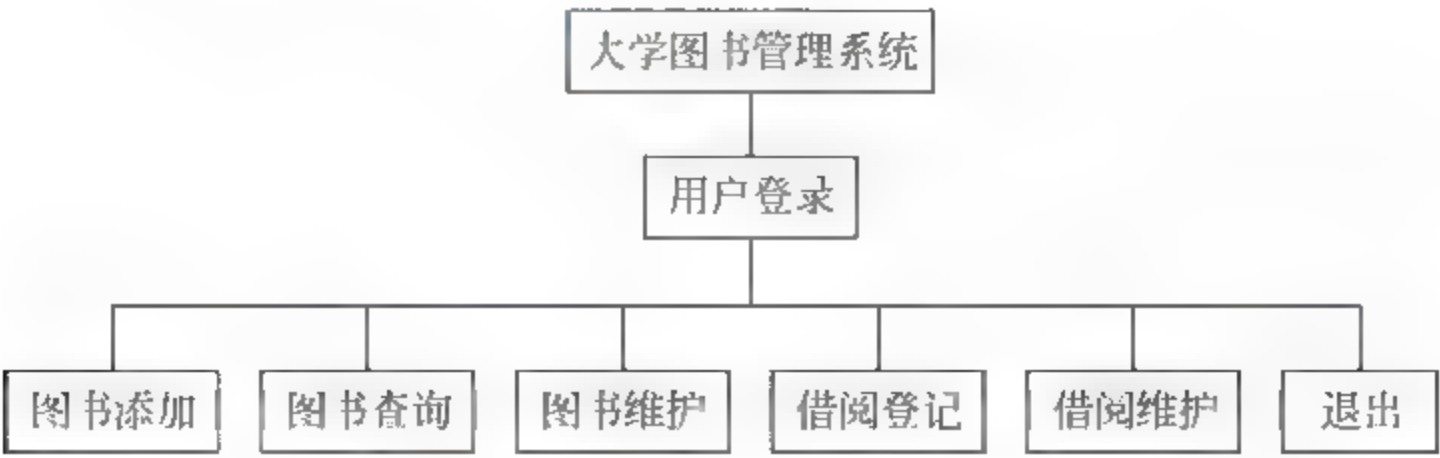 大学图书管理系统
用户登录
图书添加
图书查询
图书维护
借阅登记
借阅维护
退出